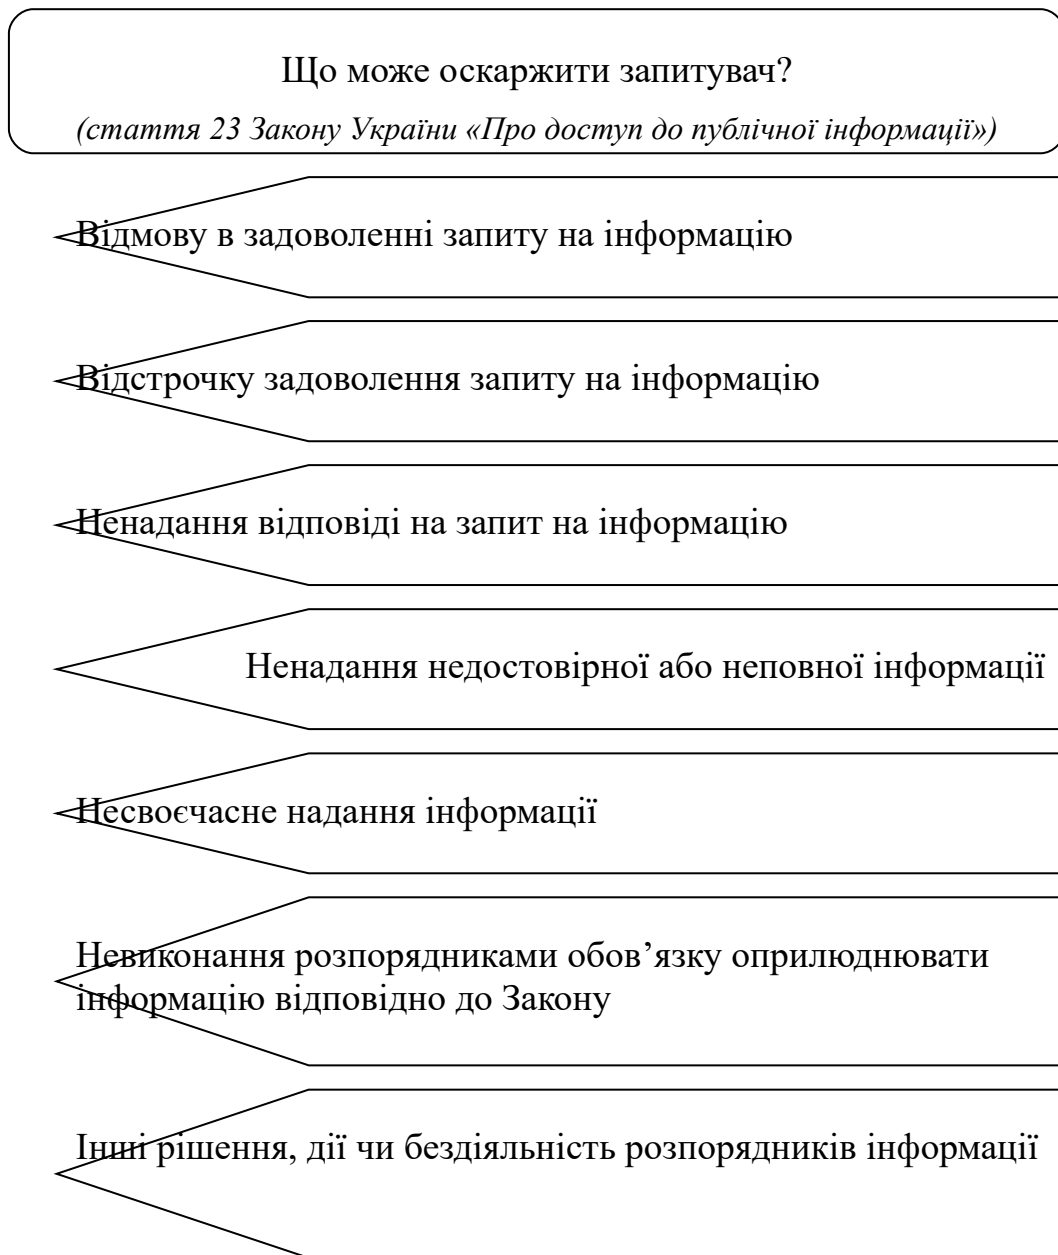 Що може оскаржити запитувач?
(стаття 23 Закону України «Про доступ до публічної інформації»)
Відмову в задоволенні запиту на інформацію
Відстрочку задоволення запиту на інформацію
Ненадання відповіді на запит на інформацію
Ненадання недостовірної або неповної інформації
Несвоєчасне надання інформації
Невиконання розпорядниками обов’язку оприлюднювати
інформацію відповідно до Закону
Інші рішення, дії чи бездіяльність розпорядників інформації